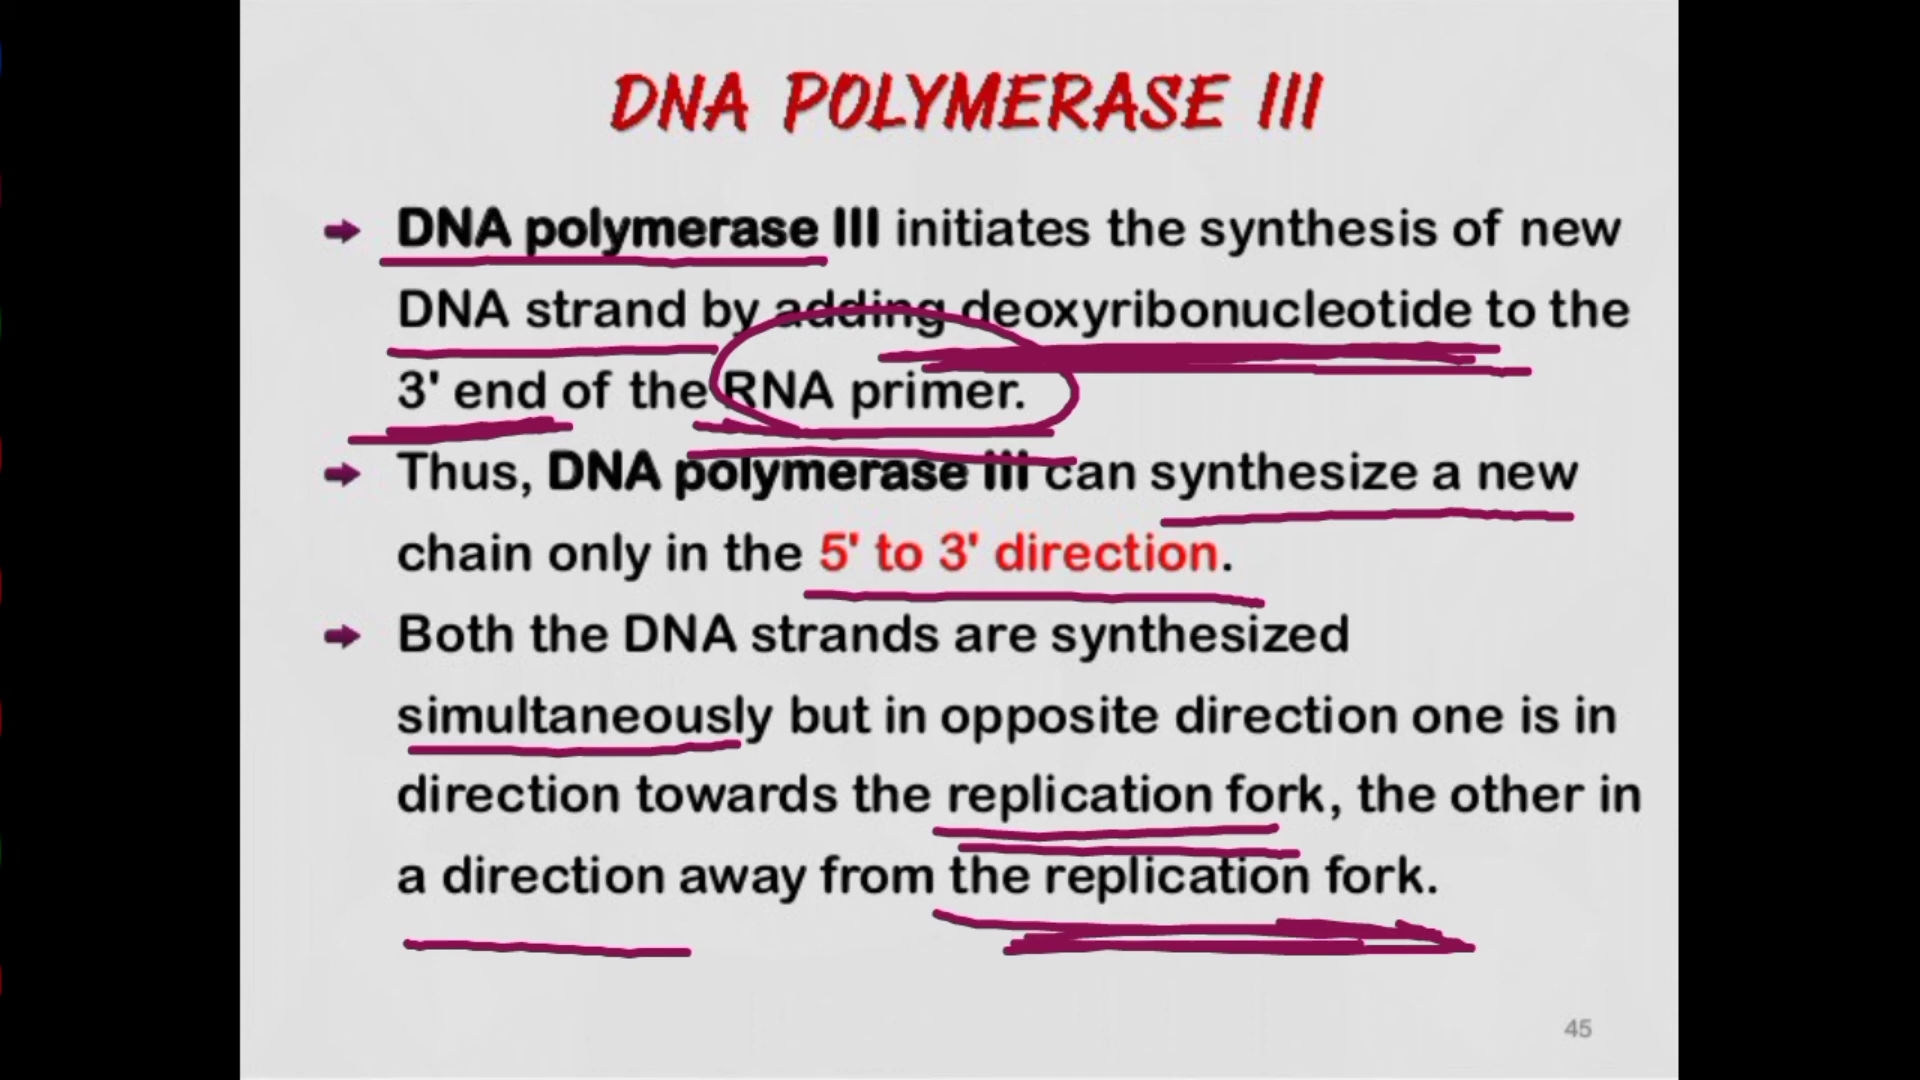 DNA POLYMERASE III
DNA polymerase III initiates the synthesis of new
DNA strand by adding deoxyribonucleotide to the
3' end of the RNA primer.
Thus, DNA polymerase III can synthesize a new
chain only in the 5' to 3' direction.
Both the DNA strands are synthesized
simultaneously but in opposite direction one is in
direction towards the replication fork, the other in
a direction away from the replication fork.
45